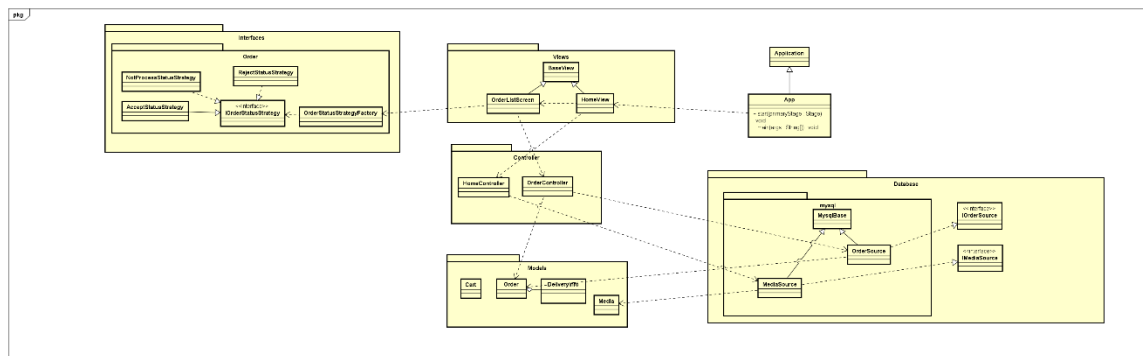 pkg
Interfaces
Order
NotProcessStatusStrategy
RejectStatusStrategy
AcceptStatusStrategy
<<interface>>
IOrderStatusStrategy
OrderStatusStrategyFactory
Views
BaseView
OrderListScreen
HomeView
Application
App
void
Controller
HomeController
OrderController
Database
mysql
MysqlBase
OrderSource
MediaSource
<<interface>>
IOrderSource
<<interface>>
IMediaSource
Models
Cart
Order
Media